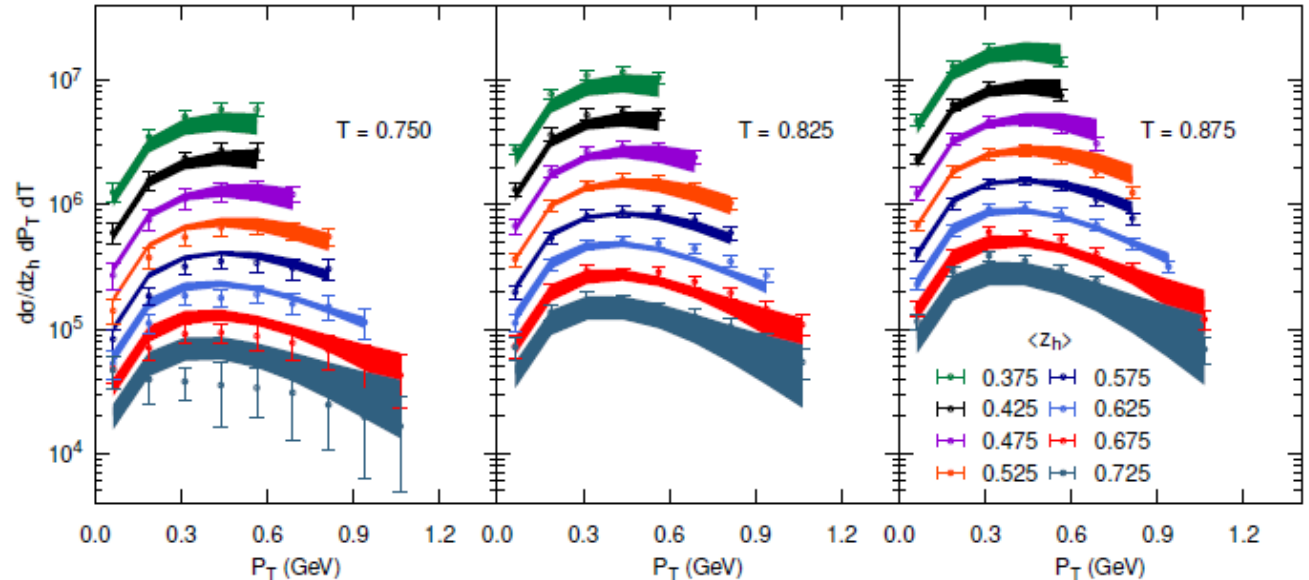 dσ/dz_h dP_T dT
10^7
10^6
10^5
10^4
T = 0.750
T = 0.825
T = 0.875
⟨z_h⟩
0.375 0.575
0.425 0.625
0.475 0.675
0.525 0.725
0.0 0.3 0.6 0.9 1.2 0.0 0.3 0.6 0.9 1.2 0.0 0.3 0.6 0.9 1.2
P_T (GeV) P_T (GeV) P_T (GeV)